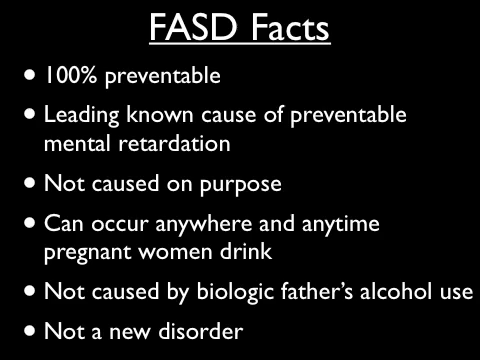 FASD Facts
• 100% preventable
• Leading known cause of preventable
mental retardation
• Not caused on purpose
• Can occur anywhere and anytime
pregnant women drink
• Not caused by biologic father's alcohol use
• Not a new disorder